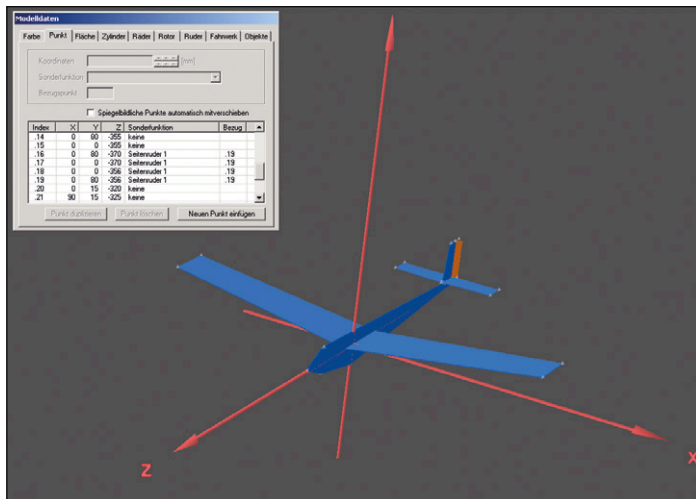 Modelldaten
Farbe Punkt Fläche Zylinder Räder Rotor Ruder Fahrwerk Objekte
Koordinaten [mm]
Sonderfunktion
Bezugspunkt
Spiegelbildliche Punkte automatisch mitverschieben
Index X Y Z Sonderfunktion Bezug
.14 0 80 -355 keine
.15 0 0 -355 keine
.16 0 80 -370 Seitenruder 1 .19
.17 0 0 -370 Seitenruder 1 .19
.18 0 0 -356 Seitenruder 1 .19
.19 0 80 -356 Seitenruder 1 .19
.20 0 15 -320 keine
.21 90 15 -325 keine
Punkt duplizieren Punkt löschen Neuen Punkt einfügen
Z
X